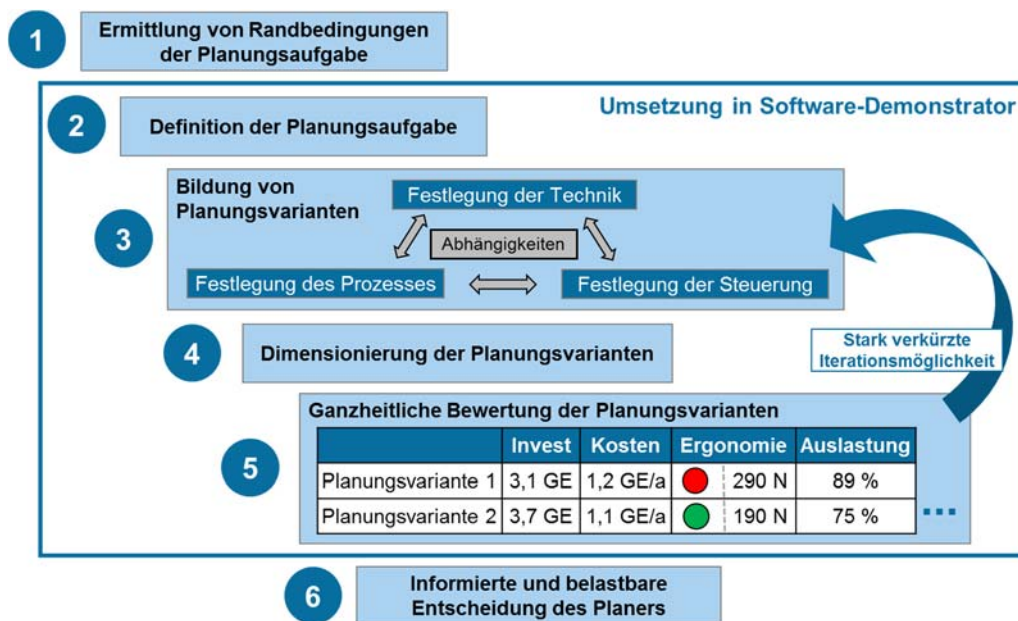 1
Ermittlung von Randbedingungen
der Planungsaufgabe
Umsetzung in Software-Demonstrator
2
Definition der Planungsaufgabe
3
Bildung von
Planungsvarianten
Festlegung der Technik
Abhängigkeiten
Festlegung des Prozesses
Festlegung der Steuerung
4
Dimensionierung der Planungsvarianten
Stark verkürzte
Iterationsmöglichkeit
5
Ganzheitliche Bewertung der Planungsvarianten
Invest Kosten Ergonomie Auslastung
Planungsvariante 1 3,1 GE 1,2 GE/a 290 N 89 %
Planungsvariante 2 3,7 GE 1,1 GE/a 190 N 75 %
...
6
Informierte und belastbare
Entscheidung des Planers